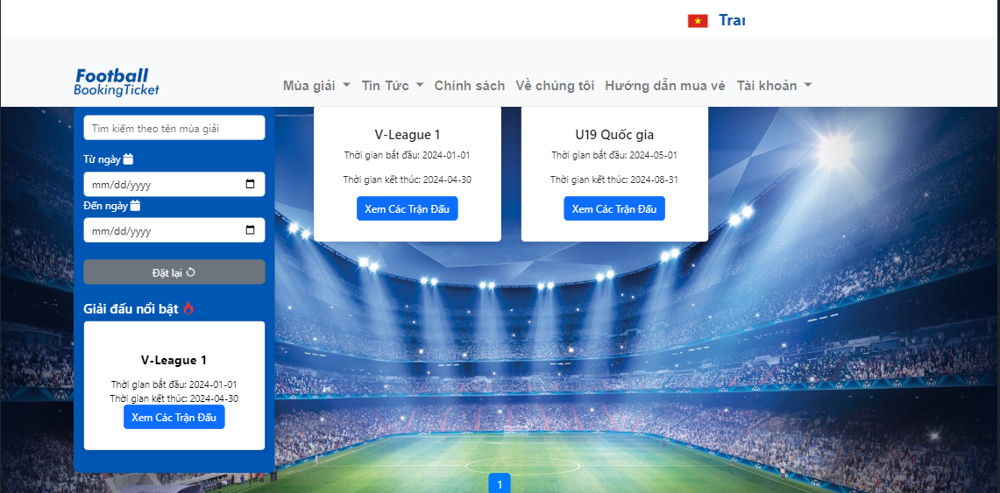 Football
BookingTicket
Mùa giải
Tin Tức
Chính sách
Về chúng tôi
Hướng dẫn mua vé
Tài khoản
Tìm kiếm theo tên mùa giải
Từ ngày
mm/dd/yyyy
Đến ngày
mm/dd/yyyy
Đặt lại
Giải đấu nổi bật
V-League 1
Thời gian bắt đầu: 2024-01-01
Thời gian kết thúc: 2024-04-30
Xem Các Trận Đấu
V-League 1
Thời gian bắt đầu: 2024-01-01
Thời gian kết thúc: 2024-04-30
Xem Các Trận Đấu
U19 Quốc gia
Thời gian bắt đầu: 2024-05-01
Thời gian kết thúc: 2024-08-31
Xem Các Trận Đấu
1